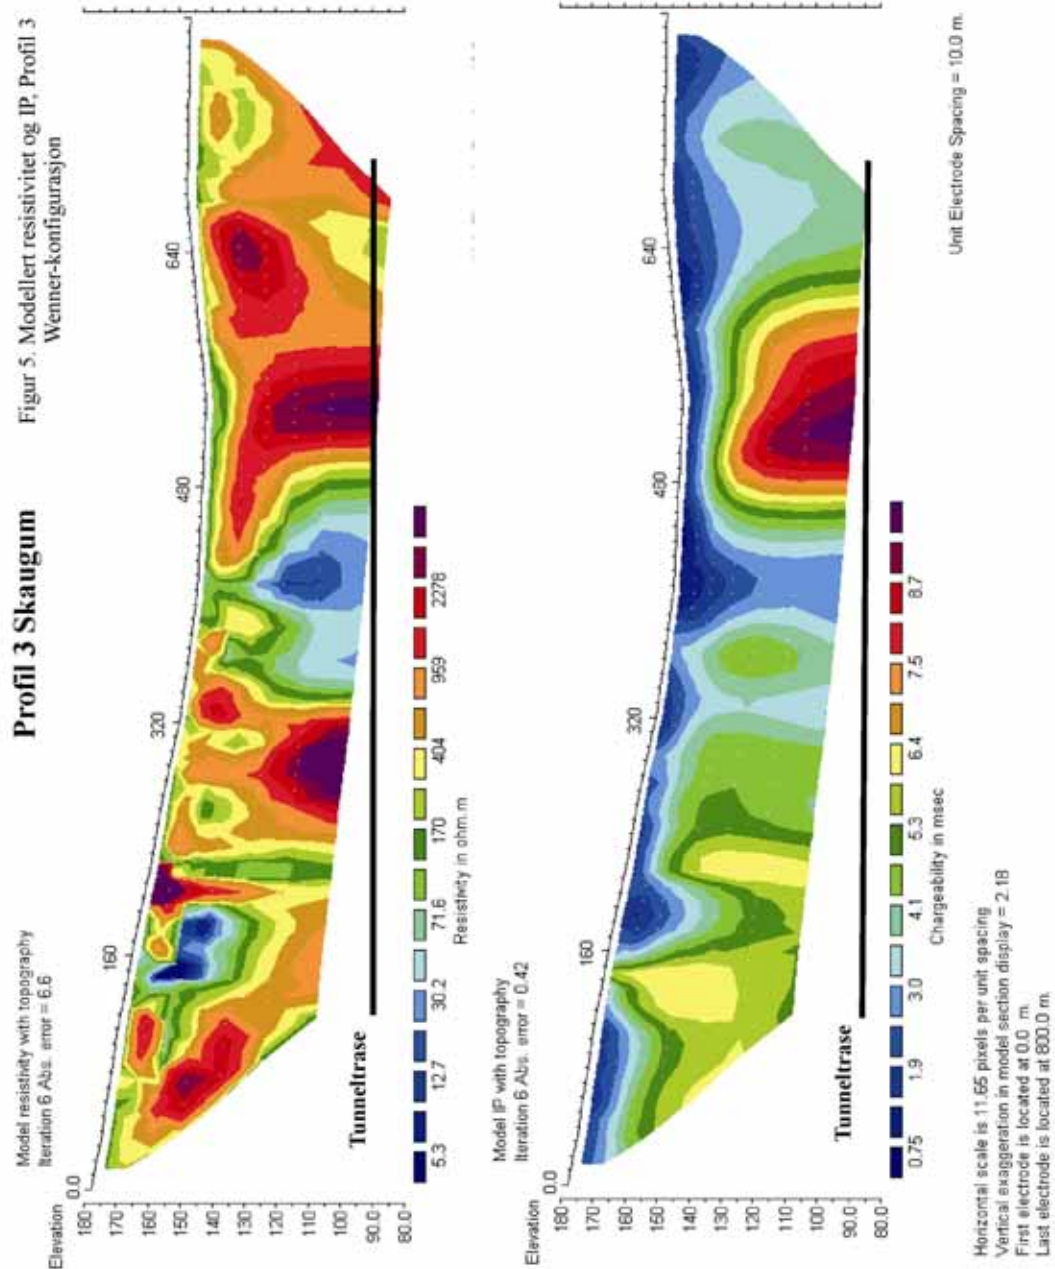 Profil 3 Skaugum
Figur 5. Modellert resistivitet og IP, Profil 3
Wenner-konfigurasjon
Model resistivity with topography
Iteration 6 Abs. error = 6.6
Elevation
0.0
160
320
480
640
180
170
160
150
140
130
120
110
100
90.0
80.0
Tunneltrase
5.3
12.7
30.2
71.6
170
404
959
2278
Resistivity in ohm.m
Model IP with topography
Iteration 6 Abs. error = 0.42
Elevation
0.0
160
320
480
640
180
170
160
150
140
130
120
110
100
90.0
80.0
Tunneltrase
0.75
1.9
3.0
4.1
5.3
6.4
7.5
8.7
Chargeability in msec
Horizontal scale is 11.65 pixels per unit spacing
Vertical exaggeration in model section display = 2.18
First electrode is located at 0.0 m.
Last electrode is located at 800.0 m.
Unit Electrode Spacing = 10.0 m.